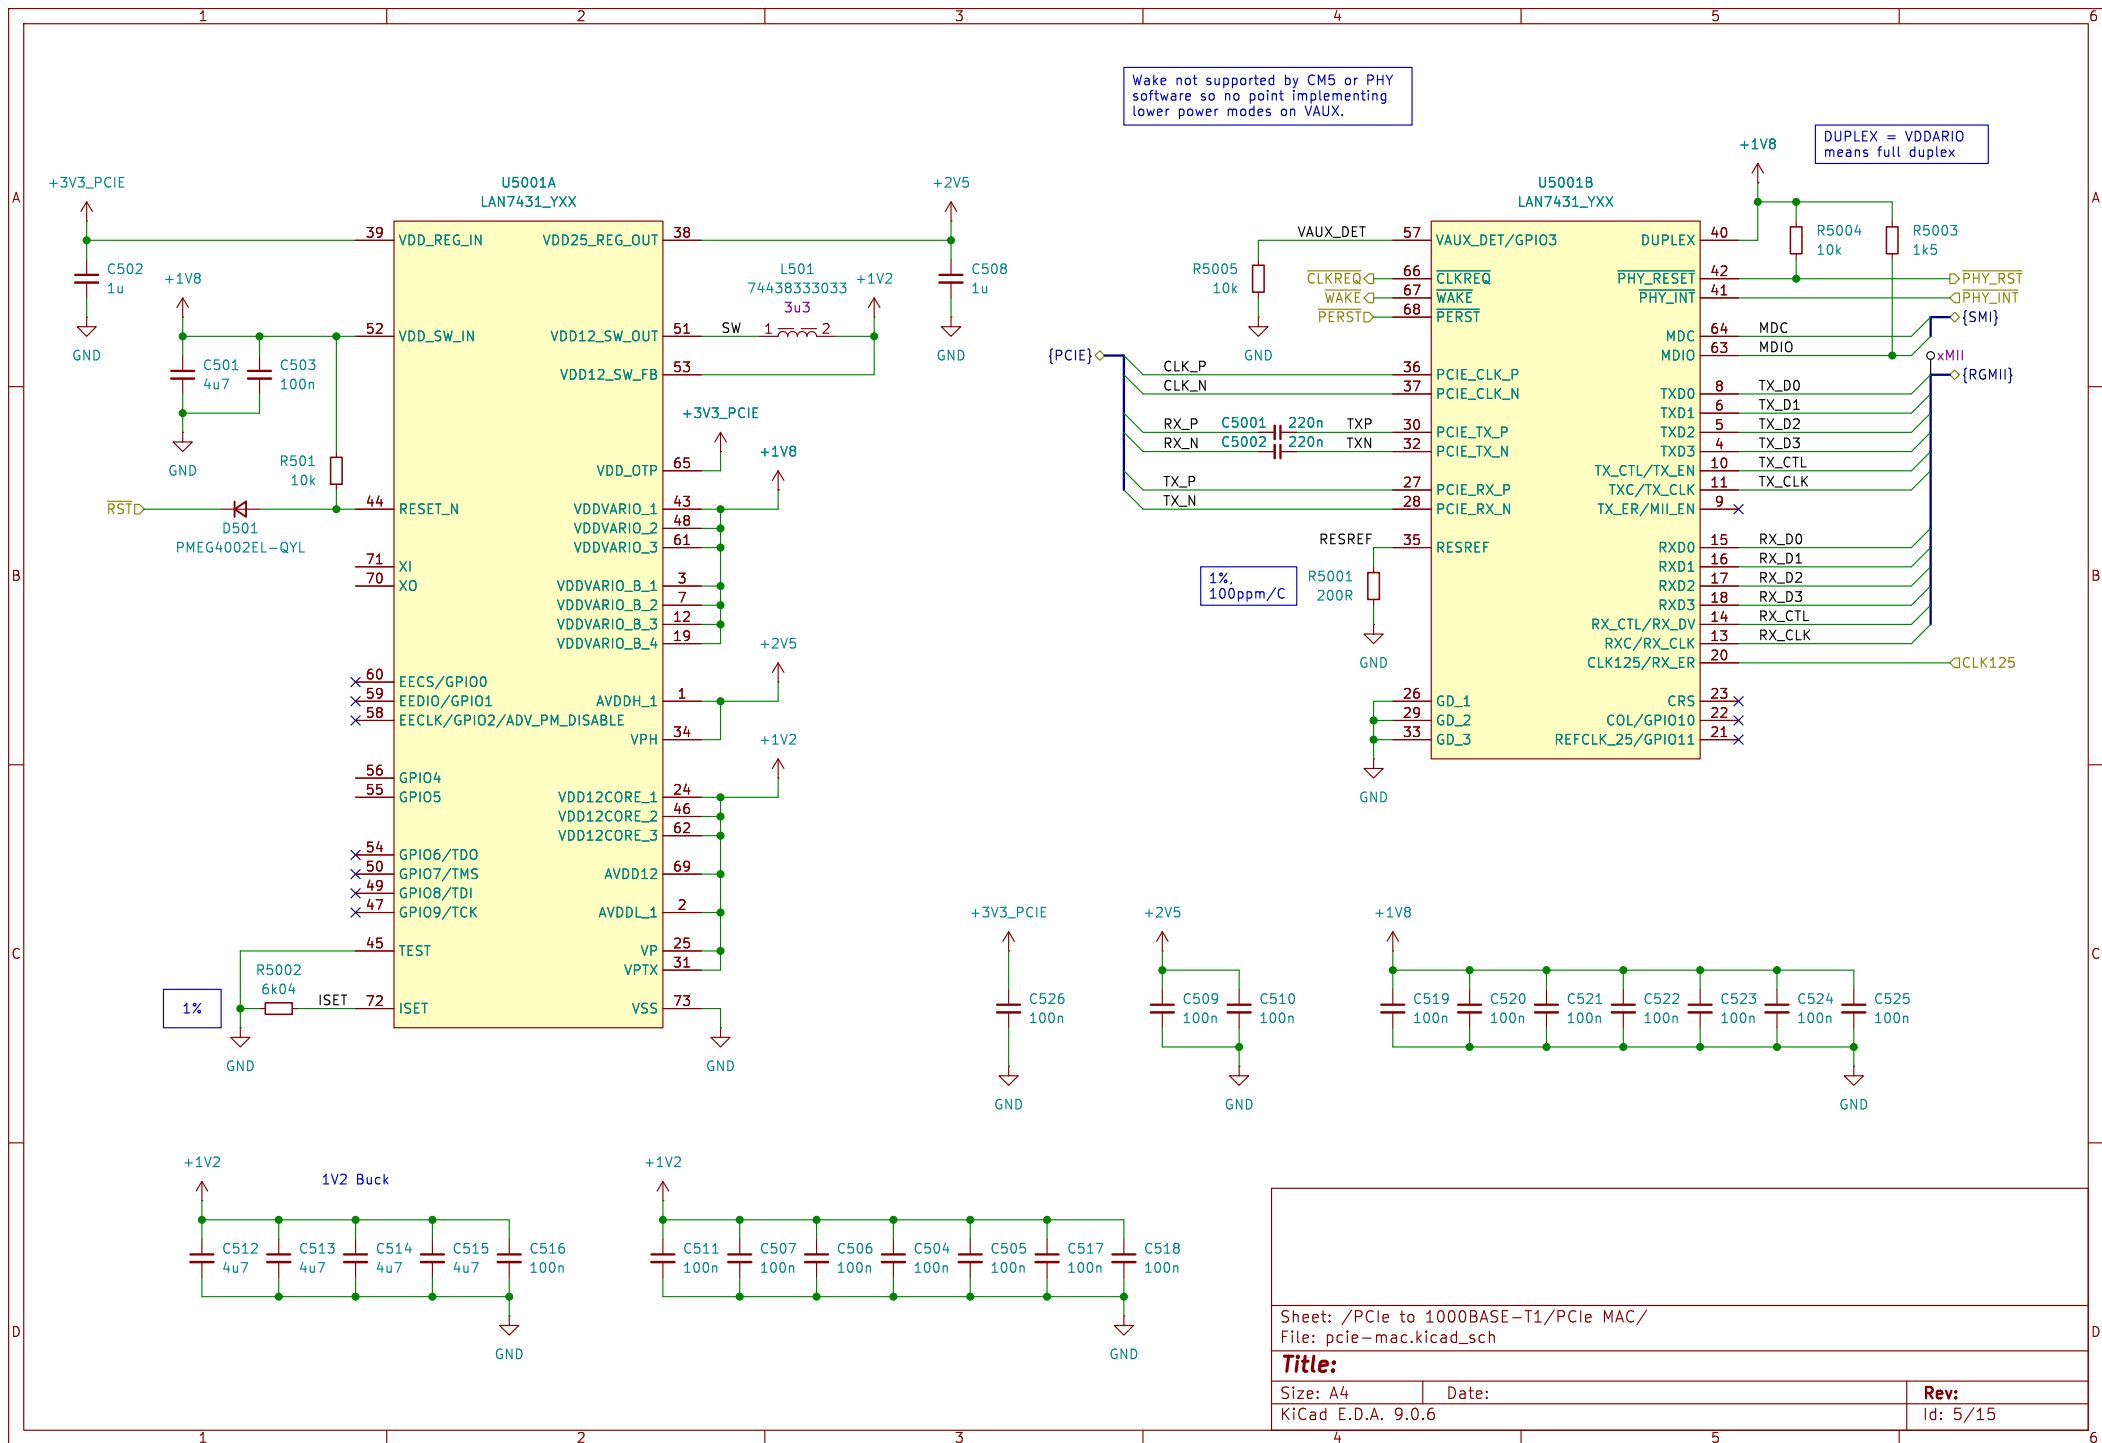 1 2 3 4 5 6
A
B
C
D
Wake not supported by CM5 or PHY
software so no point implementing
lower power modes on VAUX.
DUPLEX = VDDARIO
means full duplex
+3V3_PCIE
C502
1u
GND
+1V8
C501
4u7
C503
100n
GND
R501
10k
RST
D501
PMEG4002EL-QYL
U5001A
LAN7431_YXX
39 VDD_REG_IN
52 VDD_SW_IN
44 RESET_N
71 XI
70 XO
60 EECS/GPIO0
59 EEDIO/GPIO1
58 EECLK/GPIO2/ADV_PM_DISABLE
56 GPIO4
55 GPIO5
54 GPIO6/TDO
50 GPIO7/TMS
49 GPIO8/TDI
47 GPIO9/TCK
45 TEST
72 ISET
VDD25_REG_OUT 38
VDD12_SW_OUT 51
VDD12_SW_FB 53
VDD_OTP 65
VDDVARIO_1 43
VDDVARIO_2 48
VDDVARIO_3 61
VDDVARIO_B_1 3
VDDVARIO_B_2 7
VDDVARIO_B_3 12
VDDVARIO_B_4 19
AVDDH_1 1
VPH 34
VDD12CORE_1 24
VDD12CORE_2 46
VDD12CORE_3 62
AVDD12 69
AVDDL_1 2
VP 25
VPTX 31
VSS 73
1%
R5002
6k04
ISET
GND
GND
SW
L501
74438333033
3u3
1 2
+1V2
+2V5
C508
1u
GND
+3V3_PCIE
+1V8
+2V5
+1V2
U5001B
LAN7431_YXX
57 VAUX_DET/GPIO3
66 CLKREQ
67 WAKE
68 PERST
36 PCIE_CLK_P
37 PCIE_CLK_N
30 PCIE_TX_P
32 PCIE_TX_N
27 PCIE_RX_P
28 PCIE_RX_N
35 RESREF
26 GD_1
29 GD_2
33 GD_3
DUPLEX 40
PHY_RESET 42
PHY_INT 41
MDC 64
MDIO 63
TXD0 8
TXD1 6
TXD2 5
TXD3 4
TX_CTL/TX_EN 10
TXC/TX_CLK 11
TX_ER/MII_EN 9
RXD0 15
RXD1 16
RXD2 17
RXD3 18
RX_CTL/RX_DV 14
RXC/RX_CLK 13
CLK125/RX_ER 20
CRS 23
COL/GPIO10 22
REFCLK_25/GPIO11 21
VAUX_DET
R5005
10k
GND
CLKREQ
WAKE
PERST
{PCIE}
CLK_P
CLK_N
RX_P C5001 220n TXP
RX_N C5002 220n TXN
TX_P
TX_N
RESREF
1%,
100ppm/C
R5001
200R
GND
GND
+1V8
R5004
10k
R5003
1k5
PHY_RST
PHY_INT
{SMI}
MDC
MDIO
xMII
{RGMII}
TX_D0
TX_D1
TX_D2
TX_D3
TX_CTL
TX_CLK
RX_D0
RX_D1
RX_D2
RX_D3
RX_CTL
RX_CLK
CLK125
+3V3_PCIE
C526
100n
GND
+2V5
C509 C510
100n 100n
GND
+1V8
C519 C520 C521 C522 C523 C524 C525
100n 100n 100n 100n 100n 100n 100n
GND
+1V2
1V2 Buck
C512 C513 C514 C515 C516
4u7 4u7 4u7 4u7 100n
GND
+1V2
C511 C507 C506 C504 C505 C517 C518
100n 100n 100n 100n 100n 100n 100n
GND
Sheet: /PCIe to 1000BASE-T1/PCIe MAC/
File: pcie-mac.kicad_sch
Title:
Size: A4 Date: Rev:
KiCad E.D.A. 9.0.6 Id: 5/15
A
B
C
D
1 2 3 4 5 6